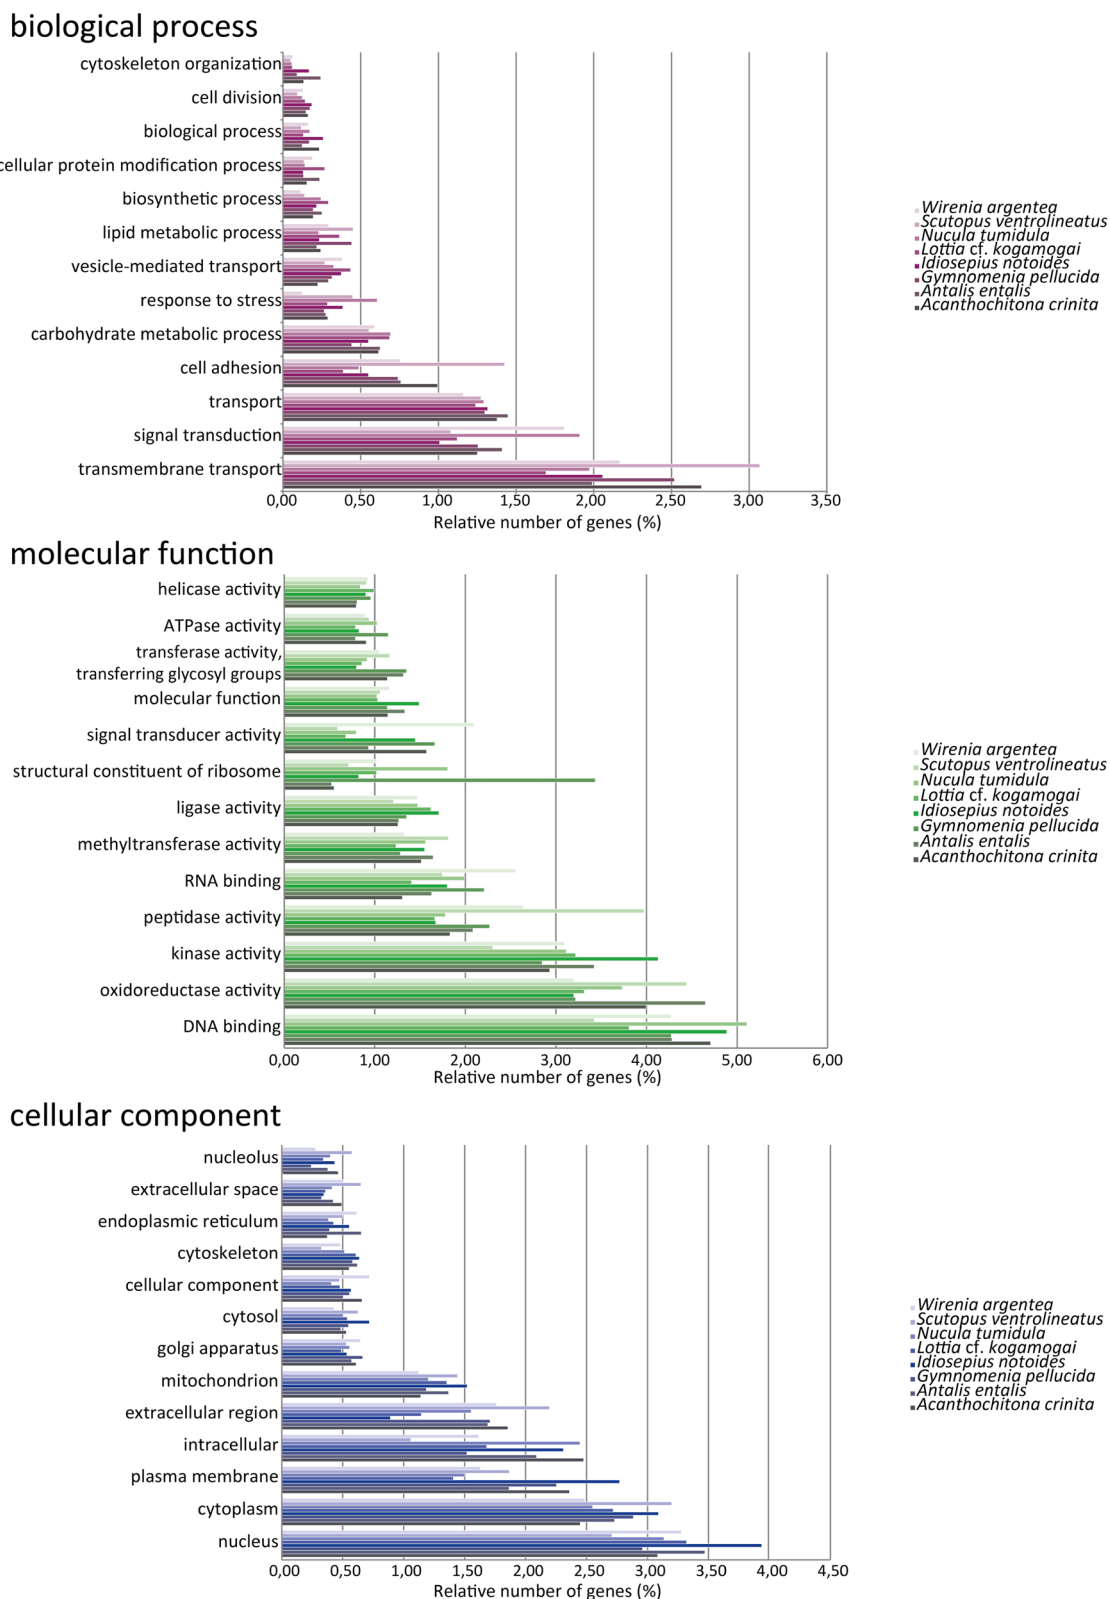 biological process
cytoskeleton organization
cell division
biological process
cellular protein modification process
biosynthetic process
lipid metabolic process
vesicle-mediated transport
response to stress
carbohydrate metabolic process
cell adhesion
transport
signal transduction
transmembrane transport
0,00 0,50 1,00 1,50 2,00 2,50 3,00 3,50
Relative number of genes (%)
Wirenia argentea
Scutopus ventrolineatus
Nucula tumidula
Lottia cf. kogamogai
Idiosepius notoides
Gymnomenia pellucida
Antalis entalis
Acanthochitona crinita
molecular function
helicase activity
ATPase activity
transferase activity,
transferring glycosyl groups
molecular function
signal transducer activity
structural constituent of ribosome
ligase activity
methyltransferase activity
RNA binding
peptidase activity
kinase activity
oxidoreductase activity
DNA binding
0,00 1,00 2,00 3,00 4,00 5,00 6,00
Relative number of genes (%)
Wirenia argentea
Scutopus ventrolineatus
Nucula tumidula
Lottia cf. kogamogai
Idiosepius notoides
Gymnomenia pellucida
Antalis entalis
Acanthochitona crinita
cellular component
nucleolus
extracellular space
endoplasmic reticulum
cytoskeleton
cellular component
cytosol
golgi apparatus
mitochondrion
extracellular region
intracellular
plasma membrane
cytoplasm
nucleus
0,00 0,50 1,00 1,50 2,00 2,50 3,00 3,50 4,00 4,50
Relative number of genes (%)
Wirenia argentea
Scutopus ventrolineatus
Nucula tumidula
Lottia cf. kogamogai
Idiosepius notoides
Gymnomenia pellucida
Antalis entalis
Acanthochitona crinita